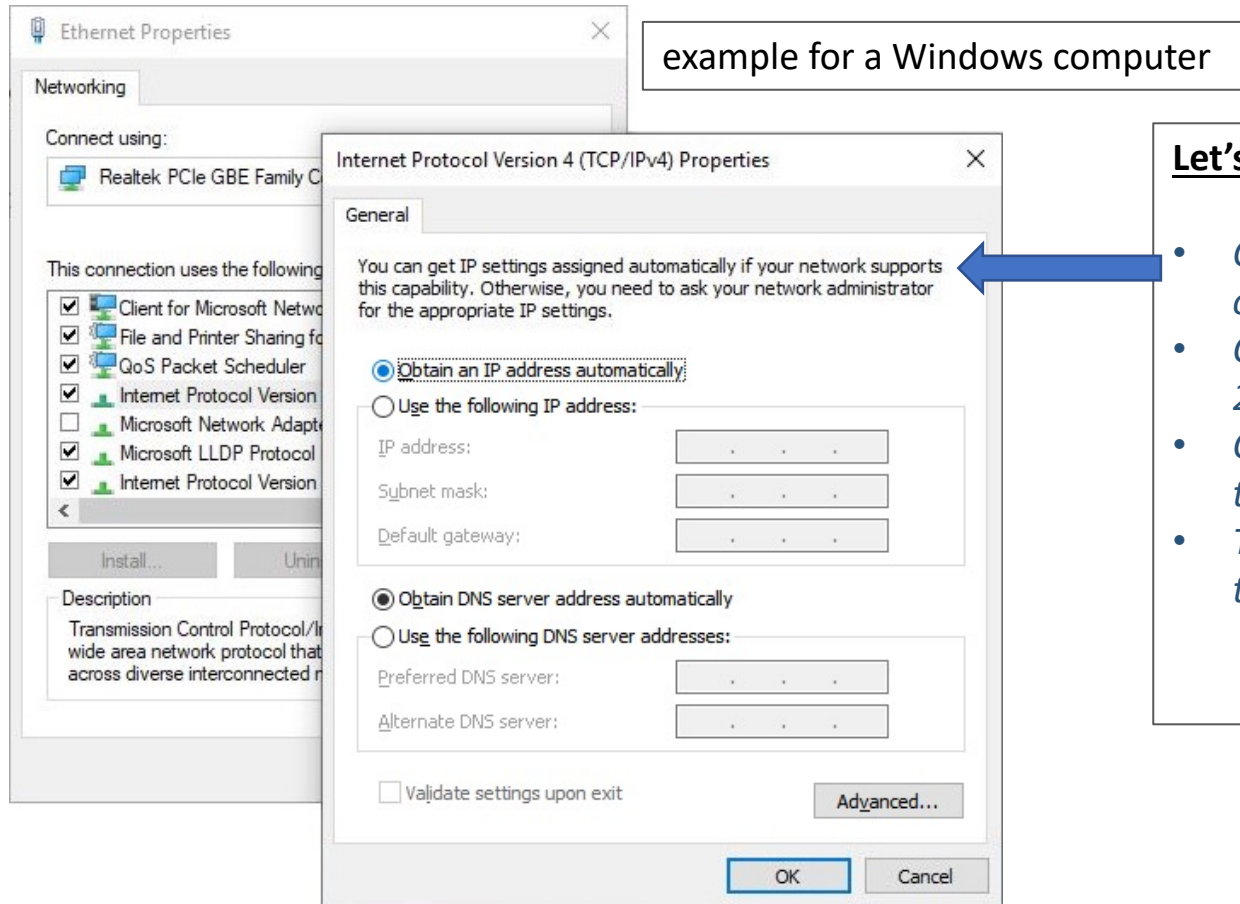 Ethernet Properties
Networking
Connect using:
Realtek PCIe GBE Family
This connection uses the following
Client for Microsoft
File and Printer Sharing
QoS Packet Scheduler
Internet Protocol Version
Microsoft Network
Microsoft LLDP Protocol
Internet Protocol Version
Install...
Description
Transmission Control
wide area network protocol that
across diverse interconnected
example for a Windows computer
Internet Protocol Version 4 (TCP/IPv4) Properties
General
You can get IP settings assigned automatically if your network supports
this capability. Otherwise, you need to ask your network administrator
for the appropriate IP settings.
Obtain an IP address automatically
Use the following IP address:
IP address:
Subnet mask:
Default gateway:
Obtain DNS server address automatically
Use the following DNS server addresses:
Preferred DNS server:
Alternate DNS server:
Validate settings upon exit
Advanced...
OK
Cancel
Let's